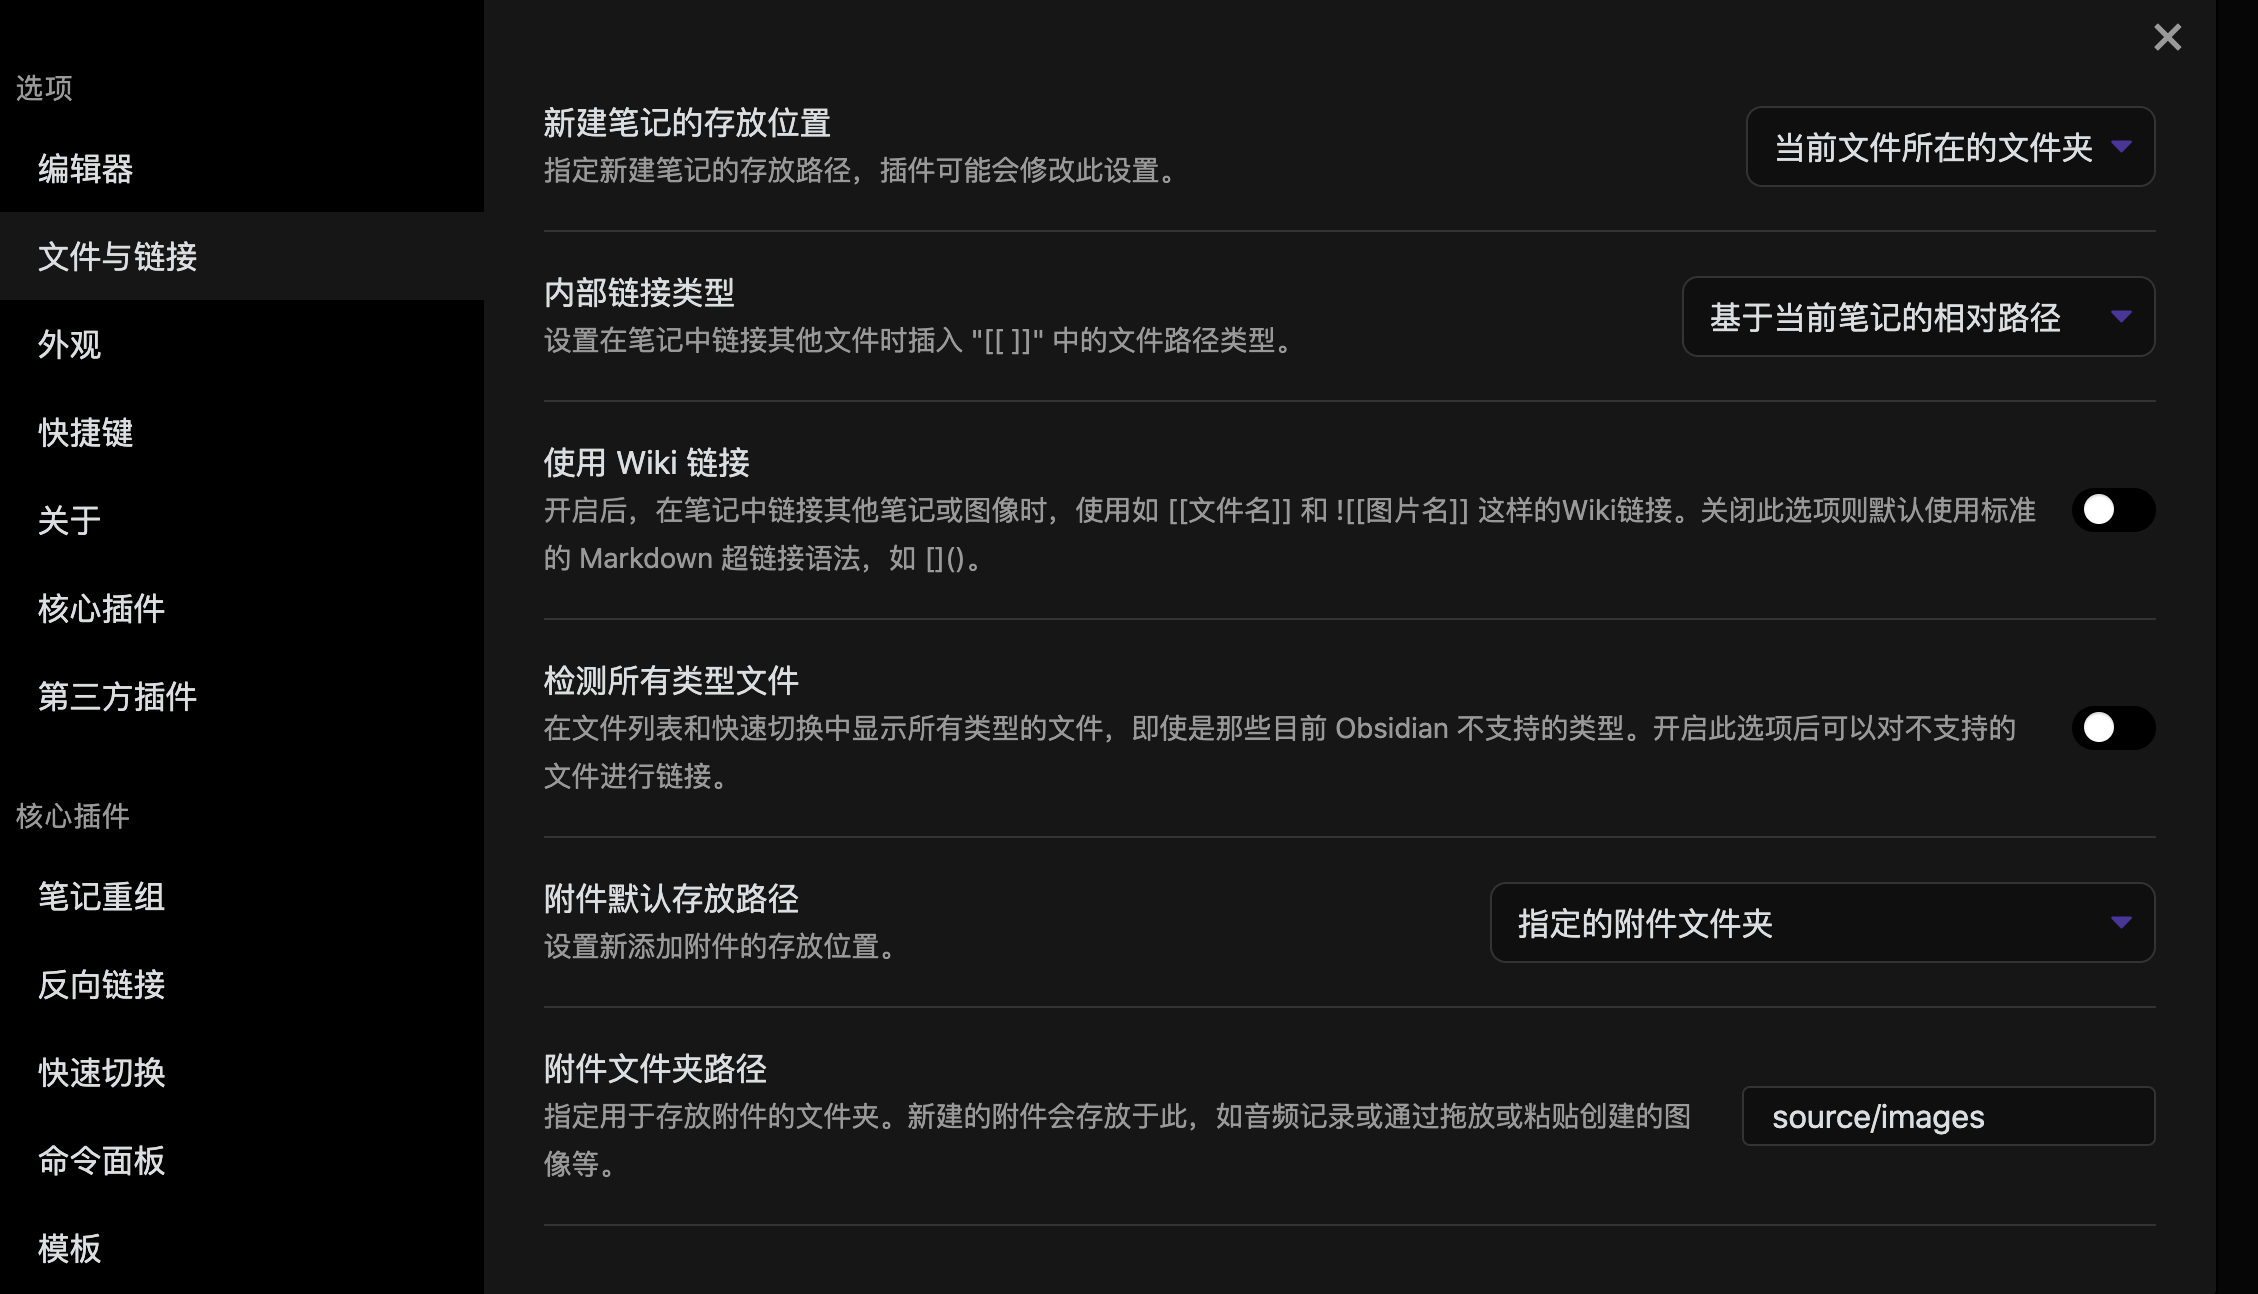 选项
编辑器
文件与链接
外观
快捷键
关于
核心插件
第三方插件
核心插件
笔记重组
反向链接
快速切换
命令面板
模板
新建笔记的存放位置
指定新建笔记的存放路径，插件可能会修改此设置。
当前文件所在的文件夹
内部链接类型
设置在笔记中链接其他文件时插入 "[[ ]]" 中的文件路径类型。
基于当前笔记的相对路径
使用 Wiki 链接
开启后，在笔记中链接其他笔记或图像时，使用如 [[文件名]] 和 ![[图片名]] 这样的Wiki链接。关闭此选项则默认使用标准
的 Markdown 超链接语法，如 []()。
检测所有类型文件
在文件列表和快速切换中显示所有类型的文件，即使是那些目前 Obsidian 不支持的类型。开启此选项后可以对不支持的
文件进行链接。
附件默认存放路径
设置新添加附件的存放位置。
指定的附件文件夹
附件文件夹路径
指定用于存放附件的文件夹。新建的附件会存放于此，如音频记录或通过拖放或粘贴创建的图
像等。
source/images